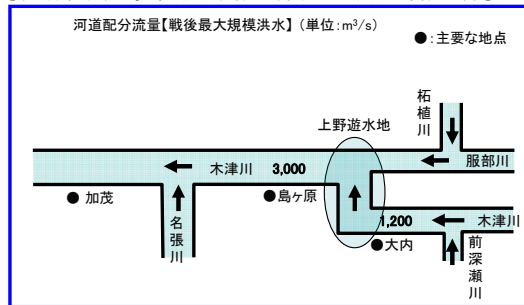 河道配分流量【戦後最大規模洪水】 (単位:m³/s)
●:主要な地点
柘植川
上野遊水地
服部川
木津川 3,000
● 加茂
名張川
●島ヶ原
1,200
木津川
●大内
前深瀬川